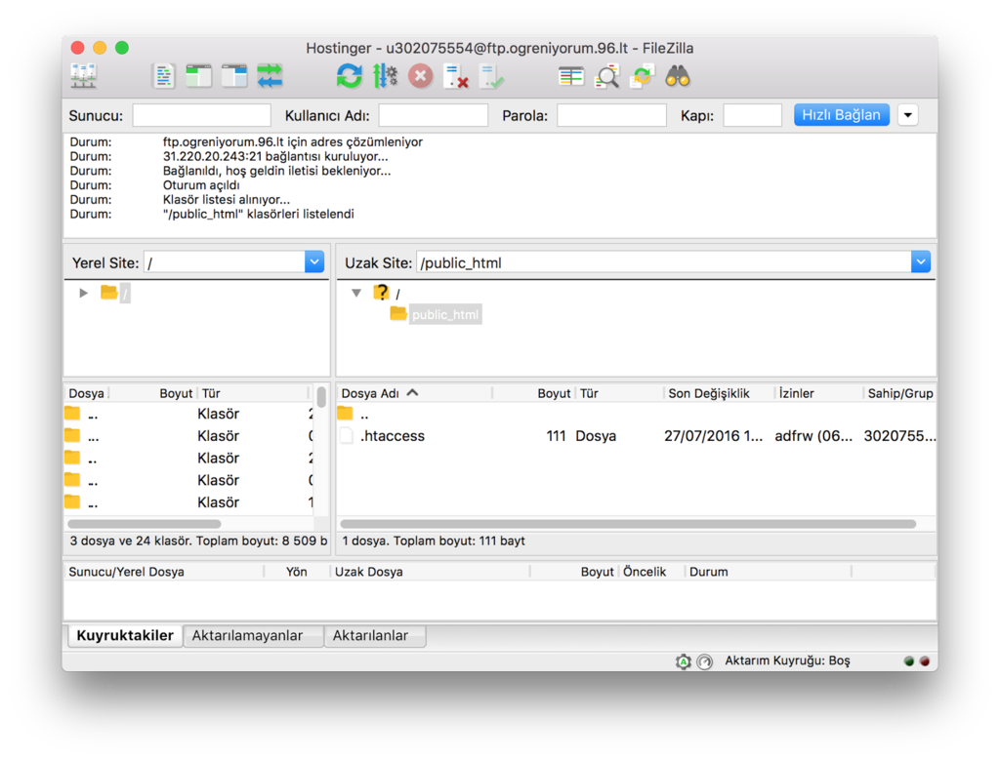 Hostinger - u302075554@ftp.ogreniyorum.96.lt - FileZilla
Sunucu: Kullanıcı Adı: Parola: Kapı: Hızlı Bağlan
Durum: ftp.ogreniyorum.96.lt için adres çözümleniyor
Durum: 31.220.20.243:21 bağlantısı kuruluyor...
Durum: Bağlanıldı, hoş geldin iletisi bekleniyor...
Durum: Oturum açıldı
Durum: Klasör listesi alınıyor...
Durum: "/public_html" klasörleri listelendi
Yerel Site: /
Uzak Site: /public_html
/
? /
public_html
Dosya Boyut Tür
... Klasör 2
... Klasör 0
... Klasör 2
... Klasör 0
... Klasör 1
3 dosya ve 24 klasör. Toplam boyut: 8 509 b
Dosya Adı Boyut Tür Son Değişiklik İzinler Sahip/Grup
..
.htaccess 111 Dosya 27/07/2016 1... adfrw (06... 3020755...
1 dosya. Toplam boyut: 111 bayt
Sunucu/Yerel Dosya Yön Uzak Dosya Boyut Öncelik Durum
Kuyruktakiler Aktarılamayanlar Aktarılanlar
Aktarım Kuyruğu: Boş